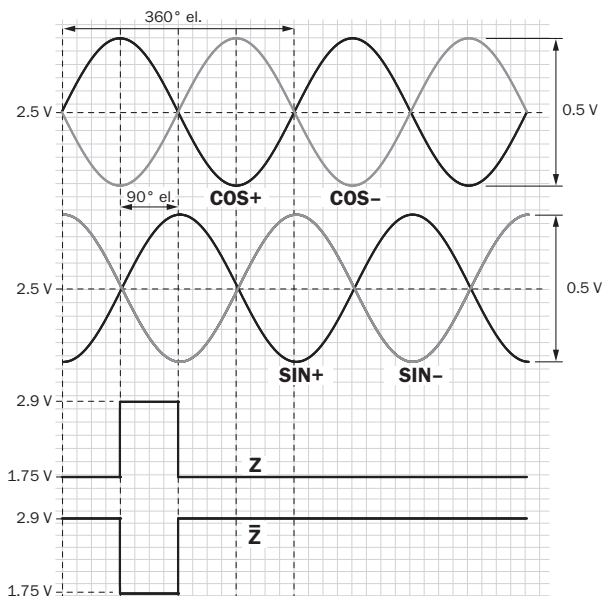 360° el.
2.5 V
0.5 V
90° el.
COS+
COS–
2.5 V
0.5 V
SIN+
SIN–
2.9 V
Z
1.75 V
2.9 V
Z̅
1.75 V